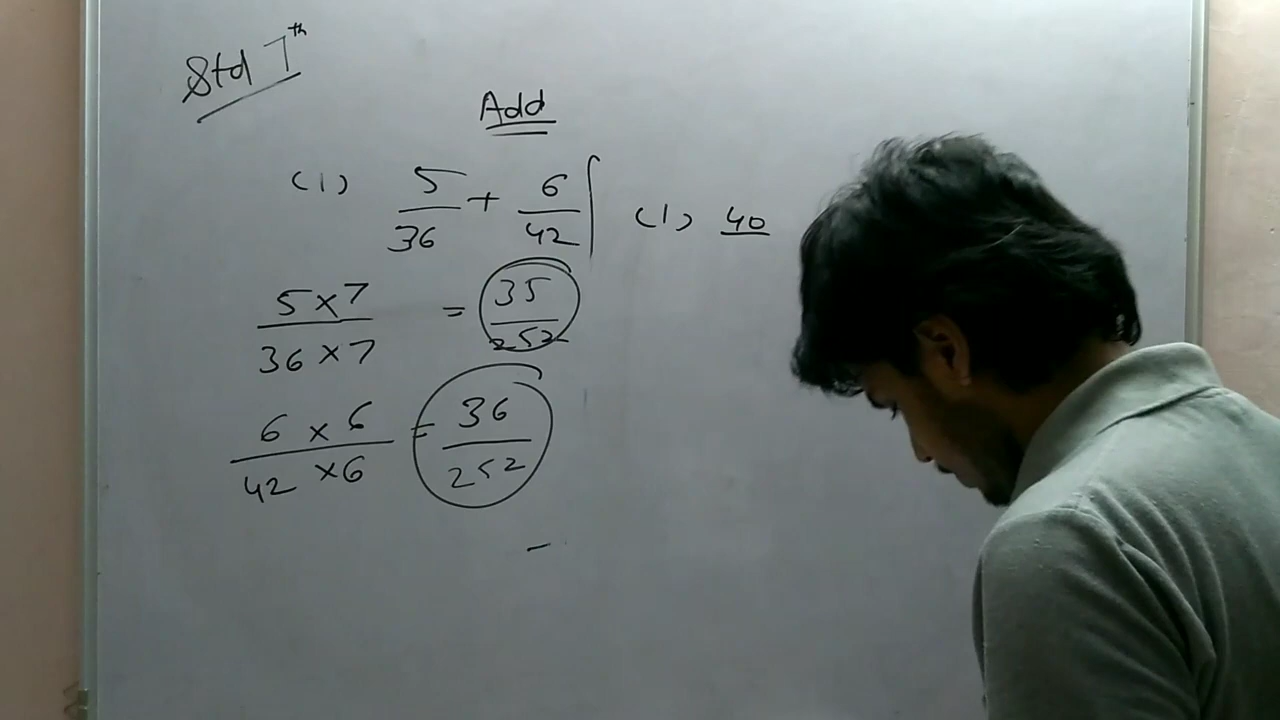 Std 7th
Add
(1) 5/36 + 6/42
(1) 40
5×7/36×7 = 35/252
6×6/42×6 = 36/252